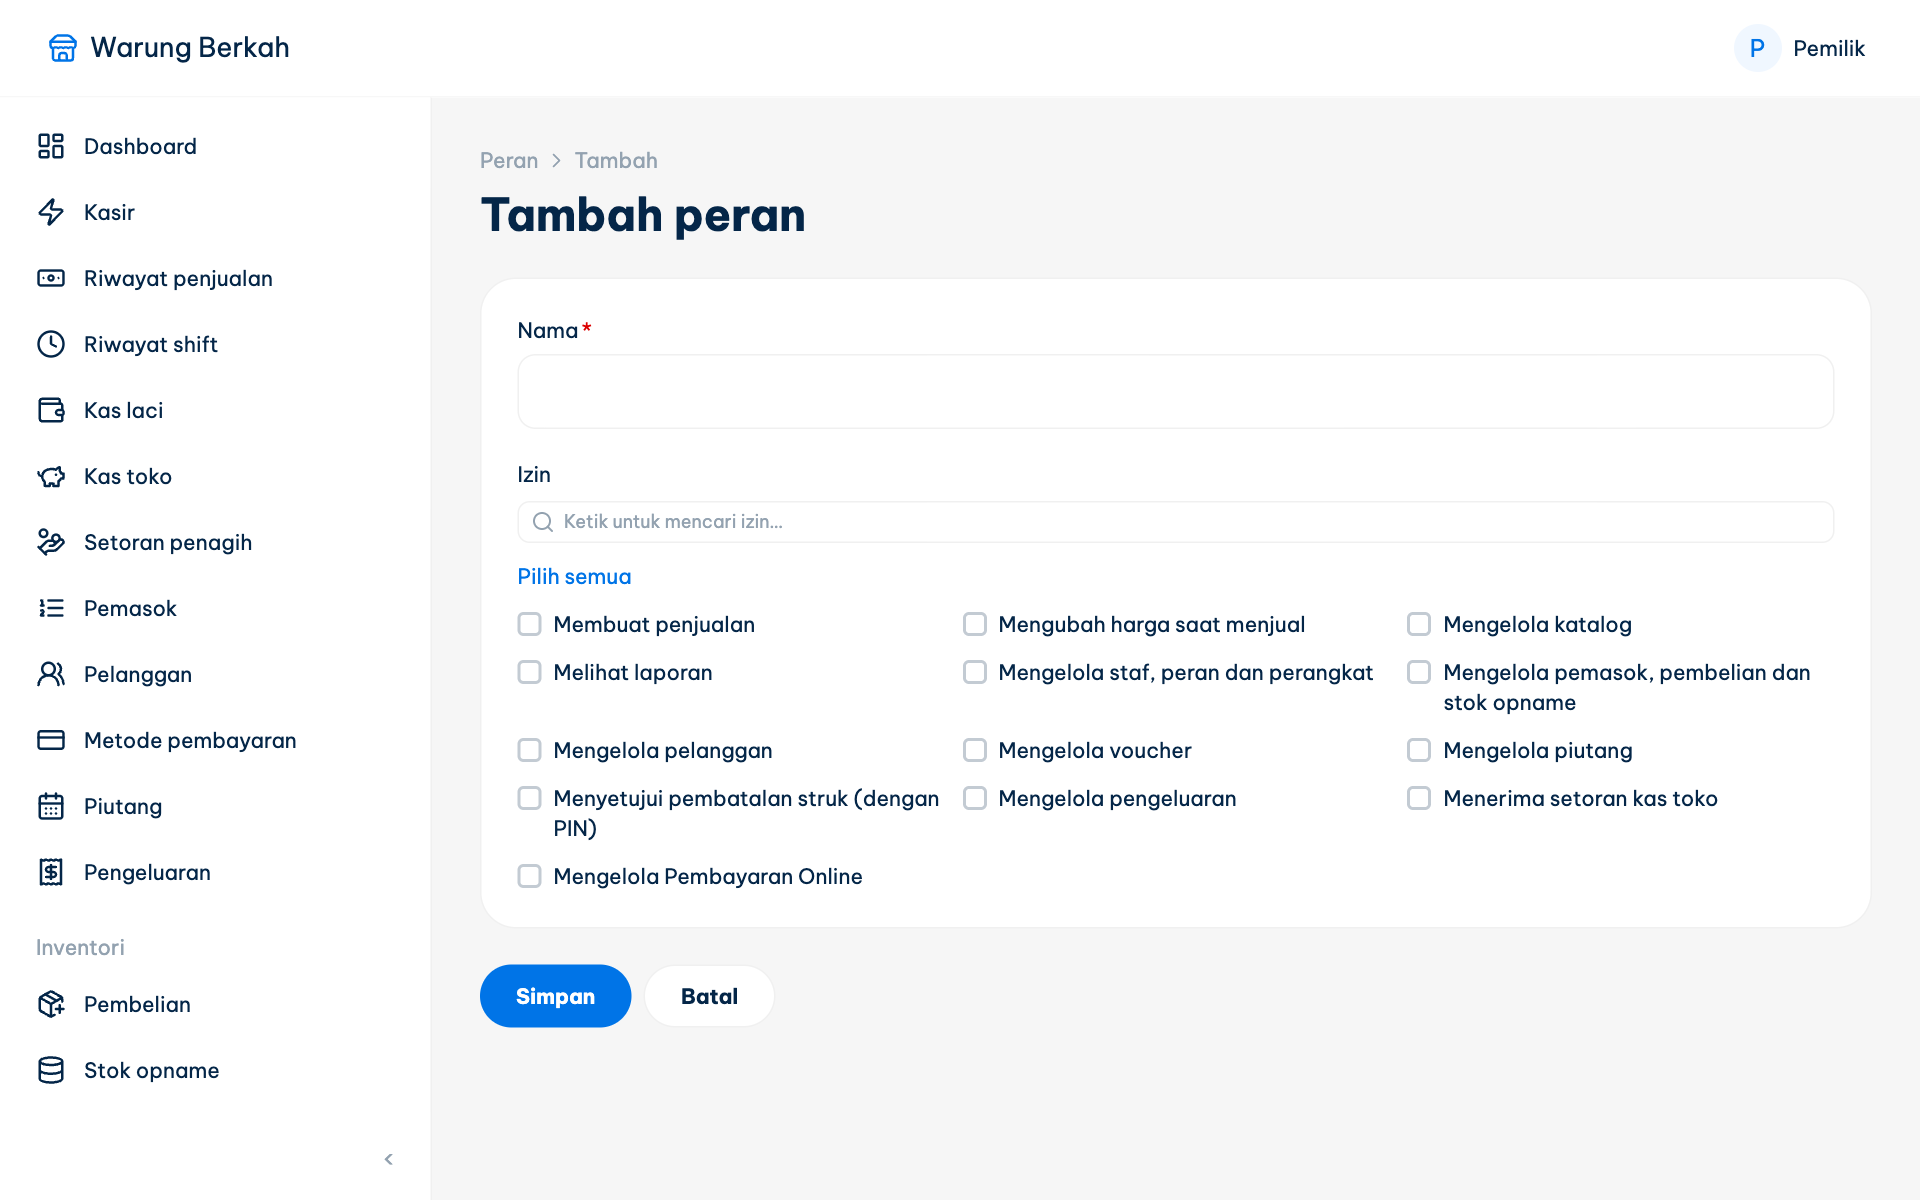 Warung Berkah
P
Pemilik
Dashboard
Kasir
Riwayat penjualan
Riwayat shift
Kas laci
Kas toko
Setoran penagih
Pemasok
Pelanggan
Metode pembayaran
Piutang
Pengeluaran
Inventori
Pembelian
Stok opname
Peran > Tambah
Tambah peran
Nama*
Izin
Ketik untuk mencari izin...
Pilih semua
Membuat penjualan
Mengubah harga saat menjual
Mengelola katalog
Melihat laporan
Mengelola staf, peran dan perangkat
Mengelola pemasok, pembelian dan
stok opname
Mengelola pelanggan
Mengelola voucher
Mengelola piutang
Menyetujui pembatalan struk (dengan
PIN)
Mengelola pengeluaran
Menerima setoran kas toko
Mengelola Pembayaran Online
Simpan
Batal